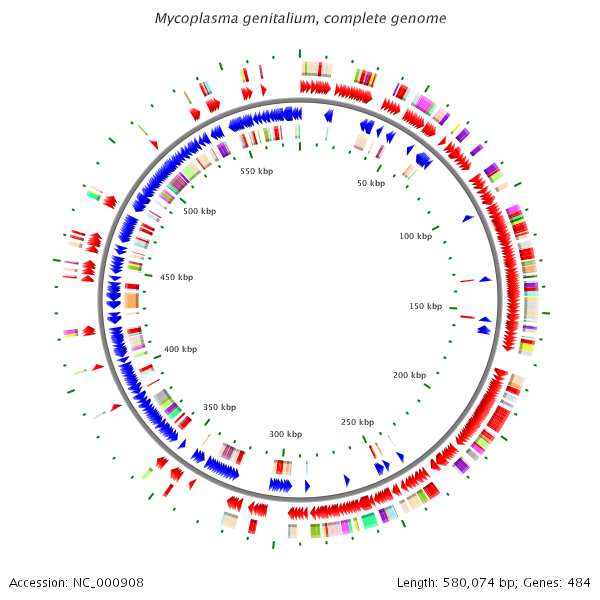 Mycoplasma genitalium, complete genome
50 kbp
100 kbp
150 kbp
200 kbp
250 kbp
300 kbp
350 kbp
400 kbp
450 kbp
500 kbp
550 kbp
Accession: NC_000908
Length: 580,074 bp; Genes: 484